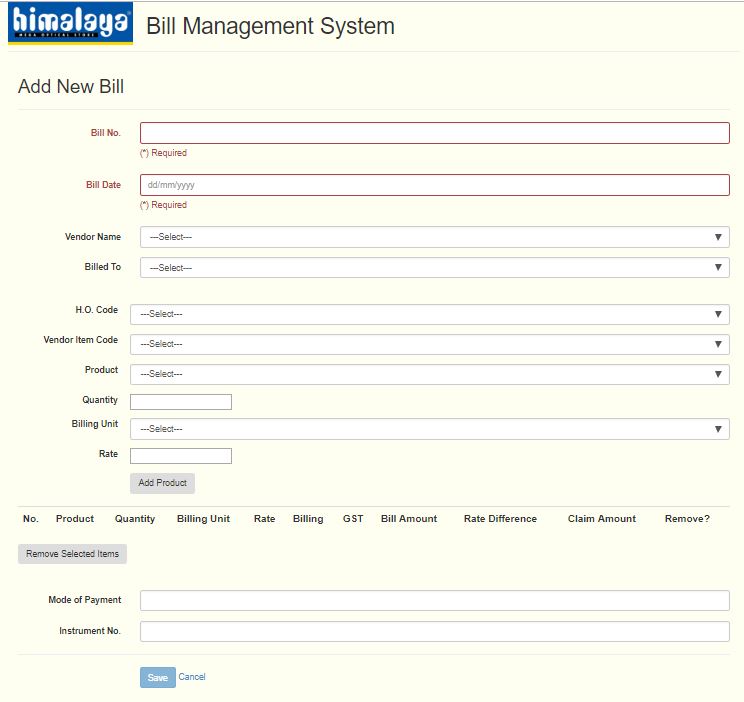 himalaya
MEGA OPTICAL STORE
Bill Management System
Add New Bill
Bill No.
(*) Required
Bill Date dd/mm/yyyy
(*) Required
Vendor Name ---Select---
Billed To ---Select---
H.O. Code ---Select---
Vendor Item Code ---Select---
Product ---Select---
Quantity
Billing Unit ---Select---
Rate
Add Product
No. Product Quantity Billing Unit Rate Billing GST Bill Amount Rate Difference Claim Amount Remove?
Remove Selected Items
Mode of Payment
Instrument No.
Save Cancel